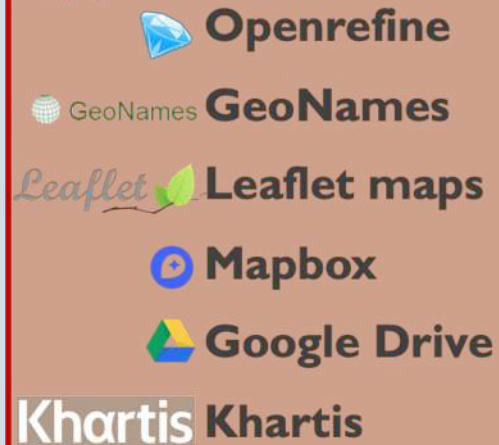 Openrefine
GeoNames GeoNames
Leaflet Leaflet maps
Mapbox
Google Drive
Khartis Khartis